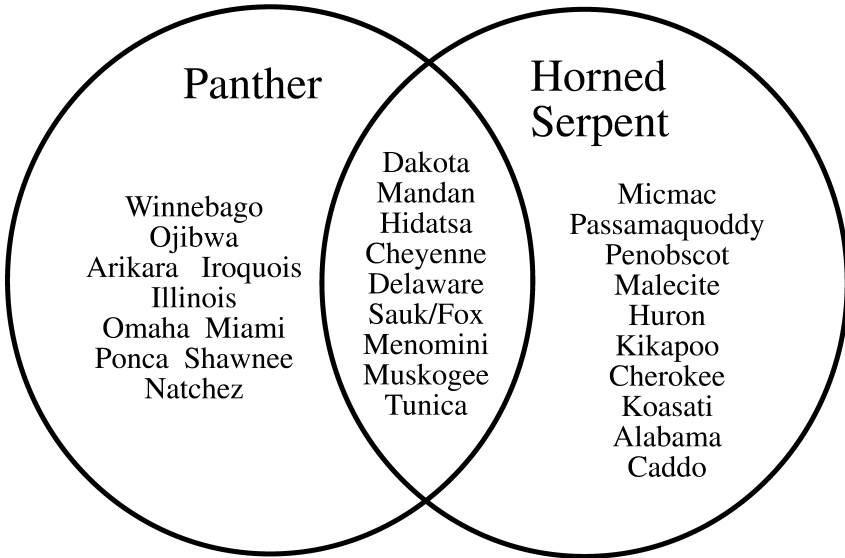 Panther
Winnebago
Ojibwa
Arikara Iroquois
Illinois
Omaha Miami
Ponca Shawnee
Natchez
Dakota
Mandan
Hidatsa
Cheyenne
Delaware
Sauk/Fox
Menomini
Muskogee
Tunica
Horned
Serpent
Micmac
Passamaquoddy
Penobscot
Malecite
Huron
Kikapoo
Cherokee
Koasati
Alabama
Caddo